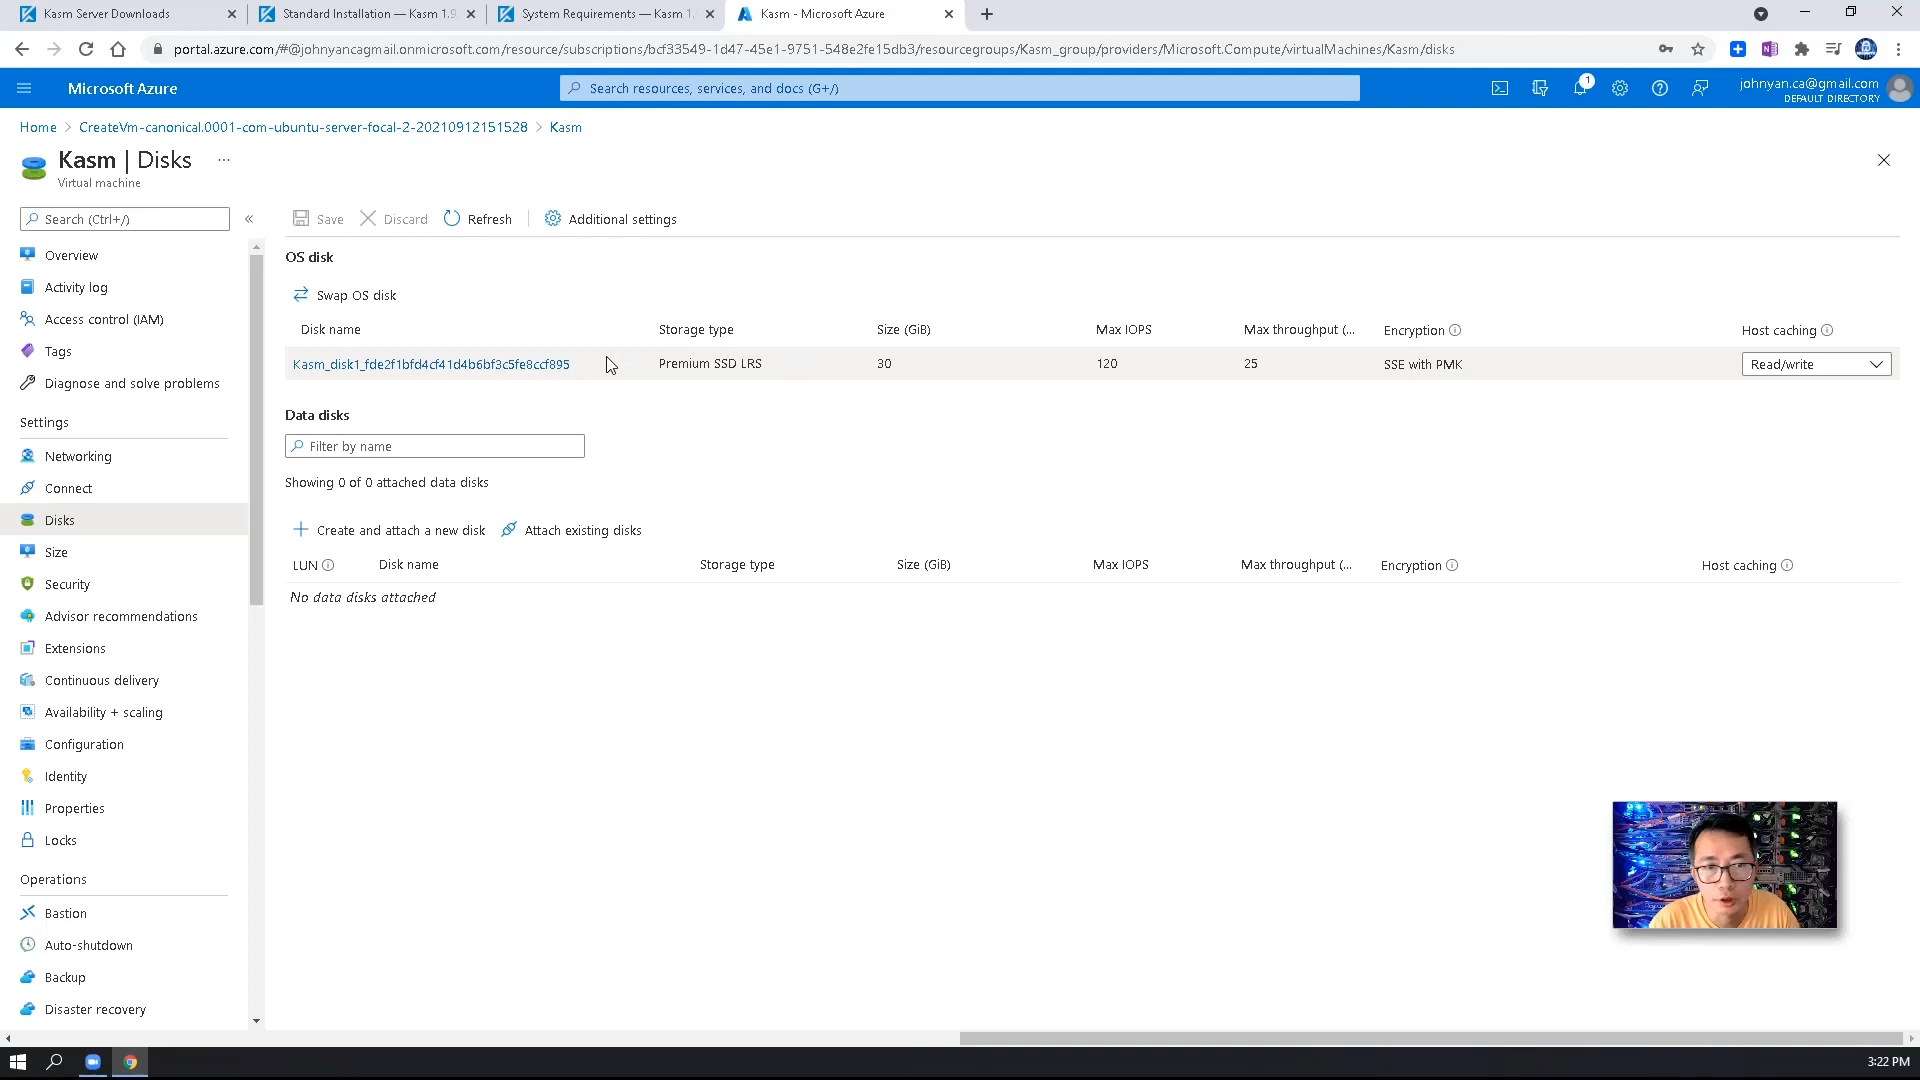 Kasm Server Downloads
Standard Installation — Kasm 1.9
System Requirements — Kasm 1.
Kasm - Microsoft Azure
portal.azure.com/#@johnyancagmail.onmicrosoft.com/resource/subscriptions/bcf33549-1d47-45e1-9751-548e2fe15db3/resourcegroups/Kasm_group/providers/Microsoft.Compute/virtualMachines/Kasm/disks
Microsoft Azure
Search resources, services, and docs (G+/)
1
johnyan.ca@gmail.com
DEFAULT DIRECTORY
Home > CreateVm-canonical.0001-com-ubuntu-server-focal-2-20210912151528 > Kasm
Kasm | Disks ...
Virtual machine
Search (Ctrl+/)
«
Save
Discard
Refresh
Additional settings
Overview
Activity log
Access control (IAM)
Tags
Diagnose and solve problems
Settings
Networking
Connect
Disks
Size
Security
Advisor recommendations
Extensions
Continuous delivery
Availability + scaling
Configuration
Identity
Properties
Locks
Operations
Bastion
Auto-shutdown
Backup
Disaster recovery
OS disk
Swap OS disk
Disk name Storage type Size (GiB) Max IOPS Max throughput (... Encryption Host caching
Kasm_disk1_fde2f1bfd4cf41d4b6bf3c5fe8ccf895 Premium SSD LRS 30 120 25 SSE with PMK Read/write
Data disks
Filter by name
Showing 0 of 0 attached data disks
Create and attach a new disk Attach existing disks
LUN Disk name Storage type Size (GiB) Max IOPS Max throughput (... Encryption Host caching
No data disks attached
3:22 PM